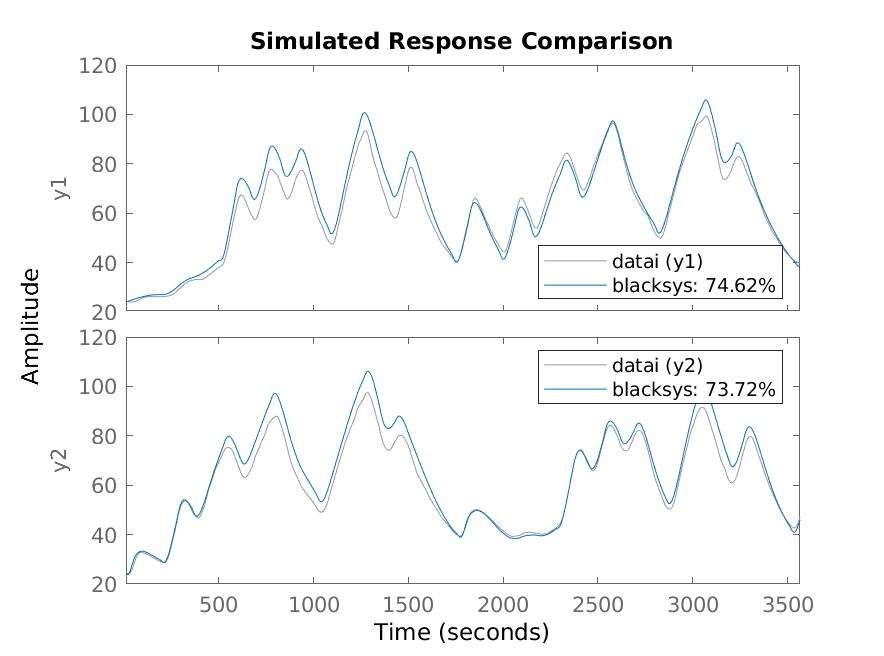 Simulated Response Comparison
120
100
80
60
40
20
y1
datai (y1)
blacksys: 74.62%
Amplitude
120
100
80
60
40
20
y2
datai (y2)
blacksys: 73.72%
500 1000 1500 2000 2500 3000 3500
Time (seconds)